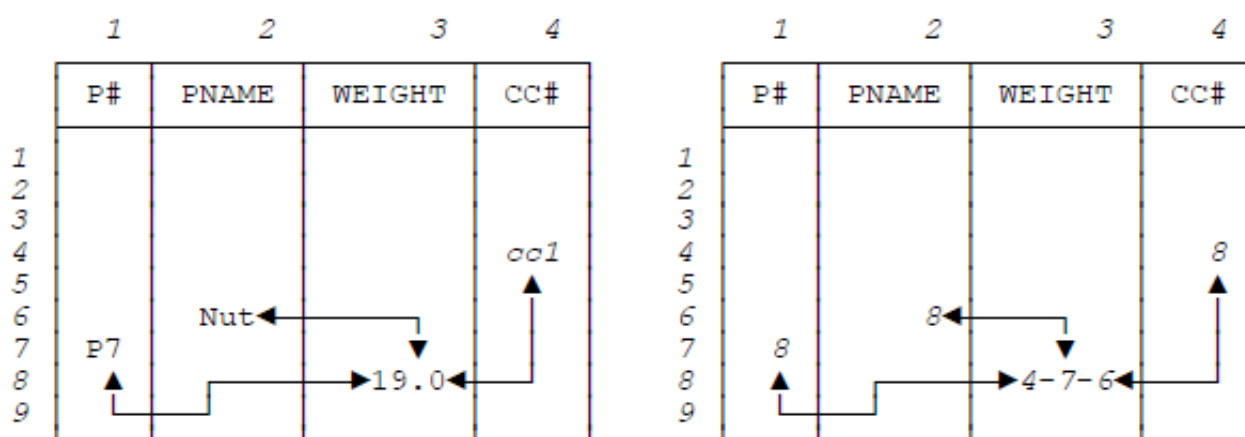 1 2 3 4 1 2 3 4
P# PNAME WEIGHT CC# P# PNAME WEIGHT CC#
1 1
2 2
3 3
4 cc1 4 8
5 5
6 Nut 6 8
7 P7 7 8
8 19.0 8 4-7-6
9 9